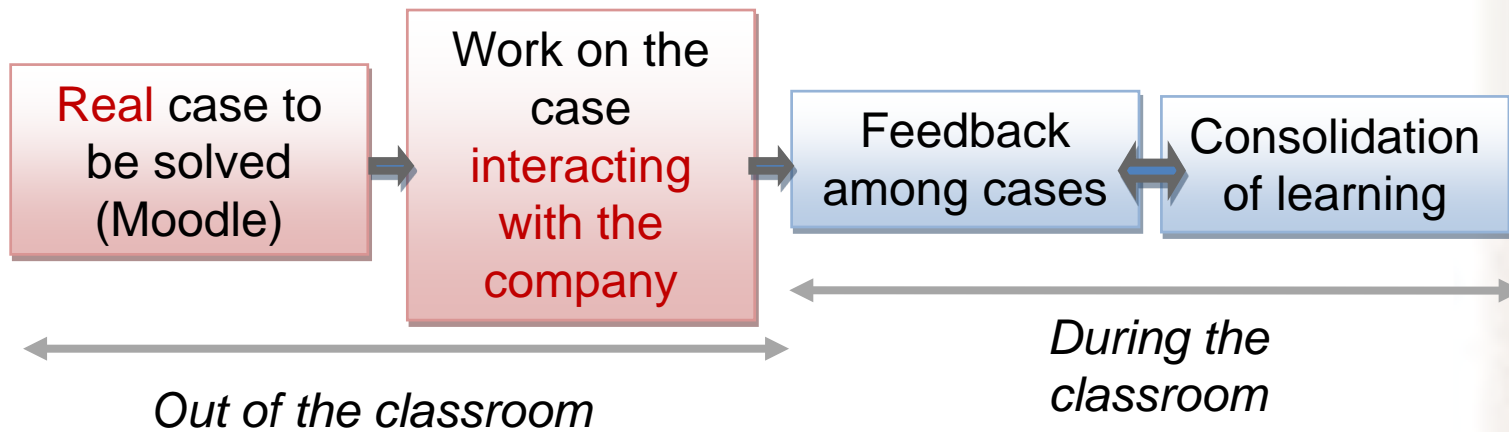 Real case to
be solved
(Moodle)
Work on the
case
interacting
with the
company
Feedback
among cases
Consolidation
of learning
Out of the classroom
During the
classroom